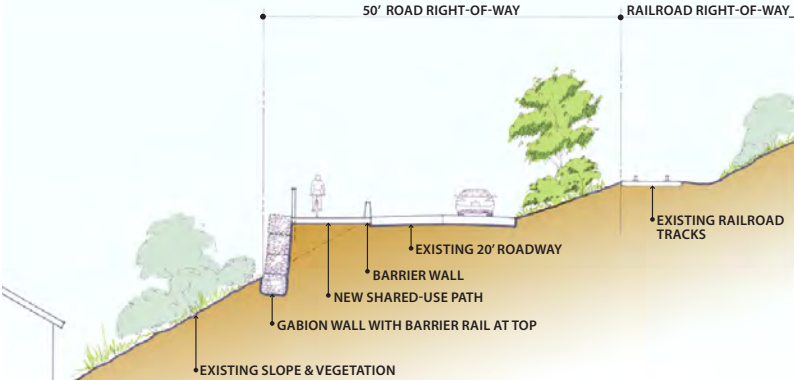 50' ROAD RIGHT-OF-WAY
RAILROAD RIGHT-OF-WAY
EXISTING RAILROAD
TRACKS
EXISTING 20' ROADWAY
BARRIER WALL
NEW SHARED-USE PATH
GABION WALL WITH BARRIER RAIL AT TOP
EXISTING SLOPE & VEGETATION